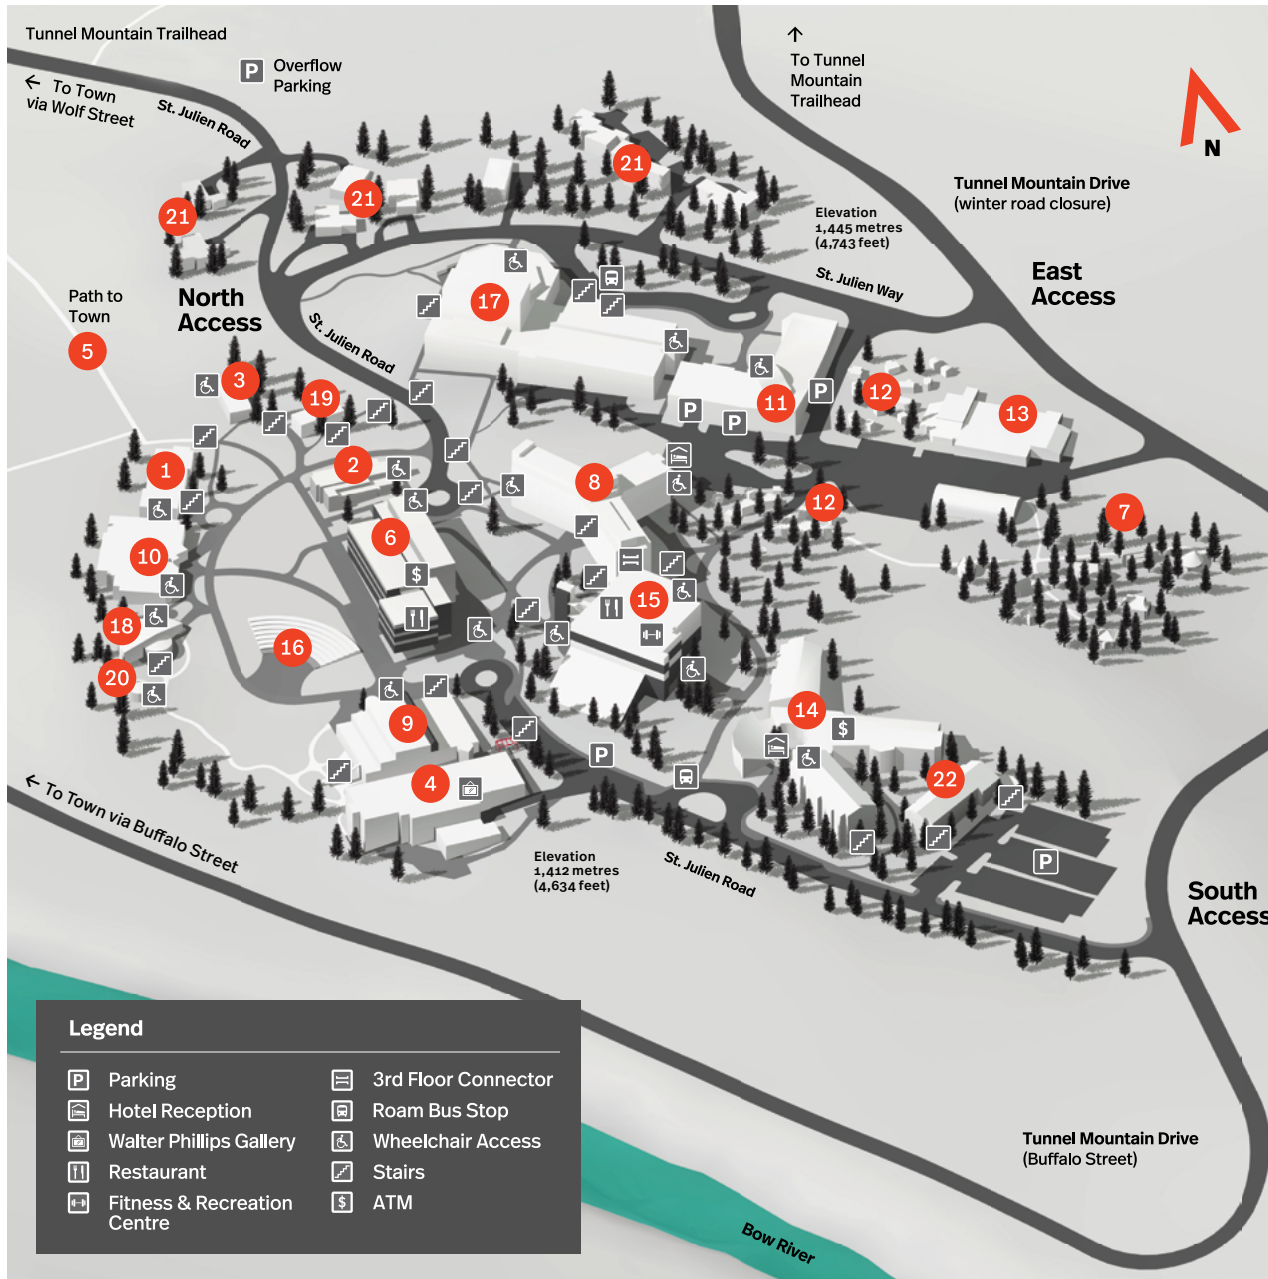 Tunnel Mountain Trailhead
← To Town
via Wolf Street
P Overflow
Parking
St. Julien Road
↑
To Tunnel
Mountain
Trailhead
N
Tunnel Mountain Drive
(winter road closure)
Elevation
1,445 metres
(4,743 feet)
East
Access
St. Julien Way
21
21
21
North
Access
Path to
Town
5
St. Julien Road
17
3
19
11
P
P
P
12
13
1
2
8
12
7
6
10
$
15
18
16
20
9
14
$
4
P
22
P
← To Town via Buffalo Street
Elevation
1,412 metres
(4,634 feet)
St. Julien Road
South
Access
Legend
P Parking
Hotel Reception
Walter Phillips Gallery
Restaurant
Fitness & Recreation
Centre
3rd Floor Connector
Roam Bus Stop
Wheelchair Access
Stairs
$ ATM
Tunnel Mountain Drive
(Buffalo Street)
Bow River